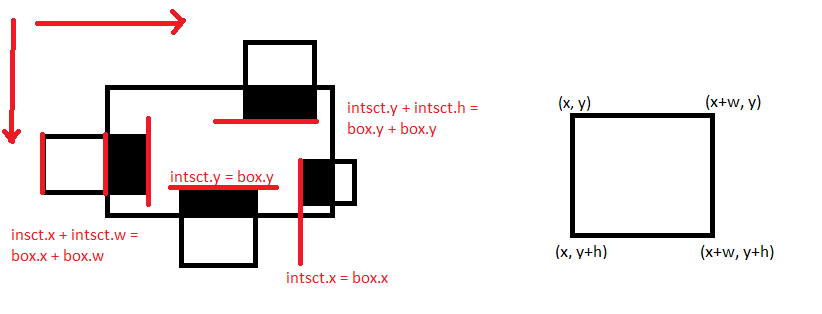 intsct.y + intsct.h =
box.y + box.y
intsct.y = box.y
insct.x + intsct.w =
box.x + box.w
intsct.x = box.x
(x, y)
(x+w, y)
(x, y+h)
(x+w, y+h)